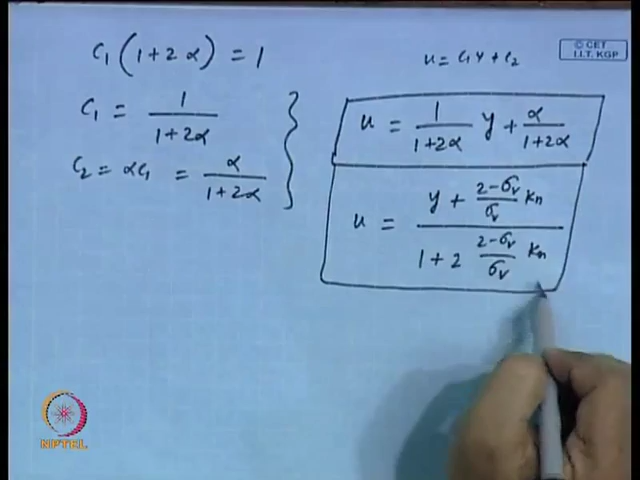 C₁(1+2α) = 1
u = C₁y + C₂
© CET
I.I.T. KGP
C₁ = 1/(1+2α)
C₂ = αC₁ = α/(1+2α)
u = 1/(1+2α) y + α/(1+2α)
u = (y + (2-σᵥ)/σᵥ Kn)/(1 + 2 (2-σᵥ)/σᵥ Kn)
NPTEL